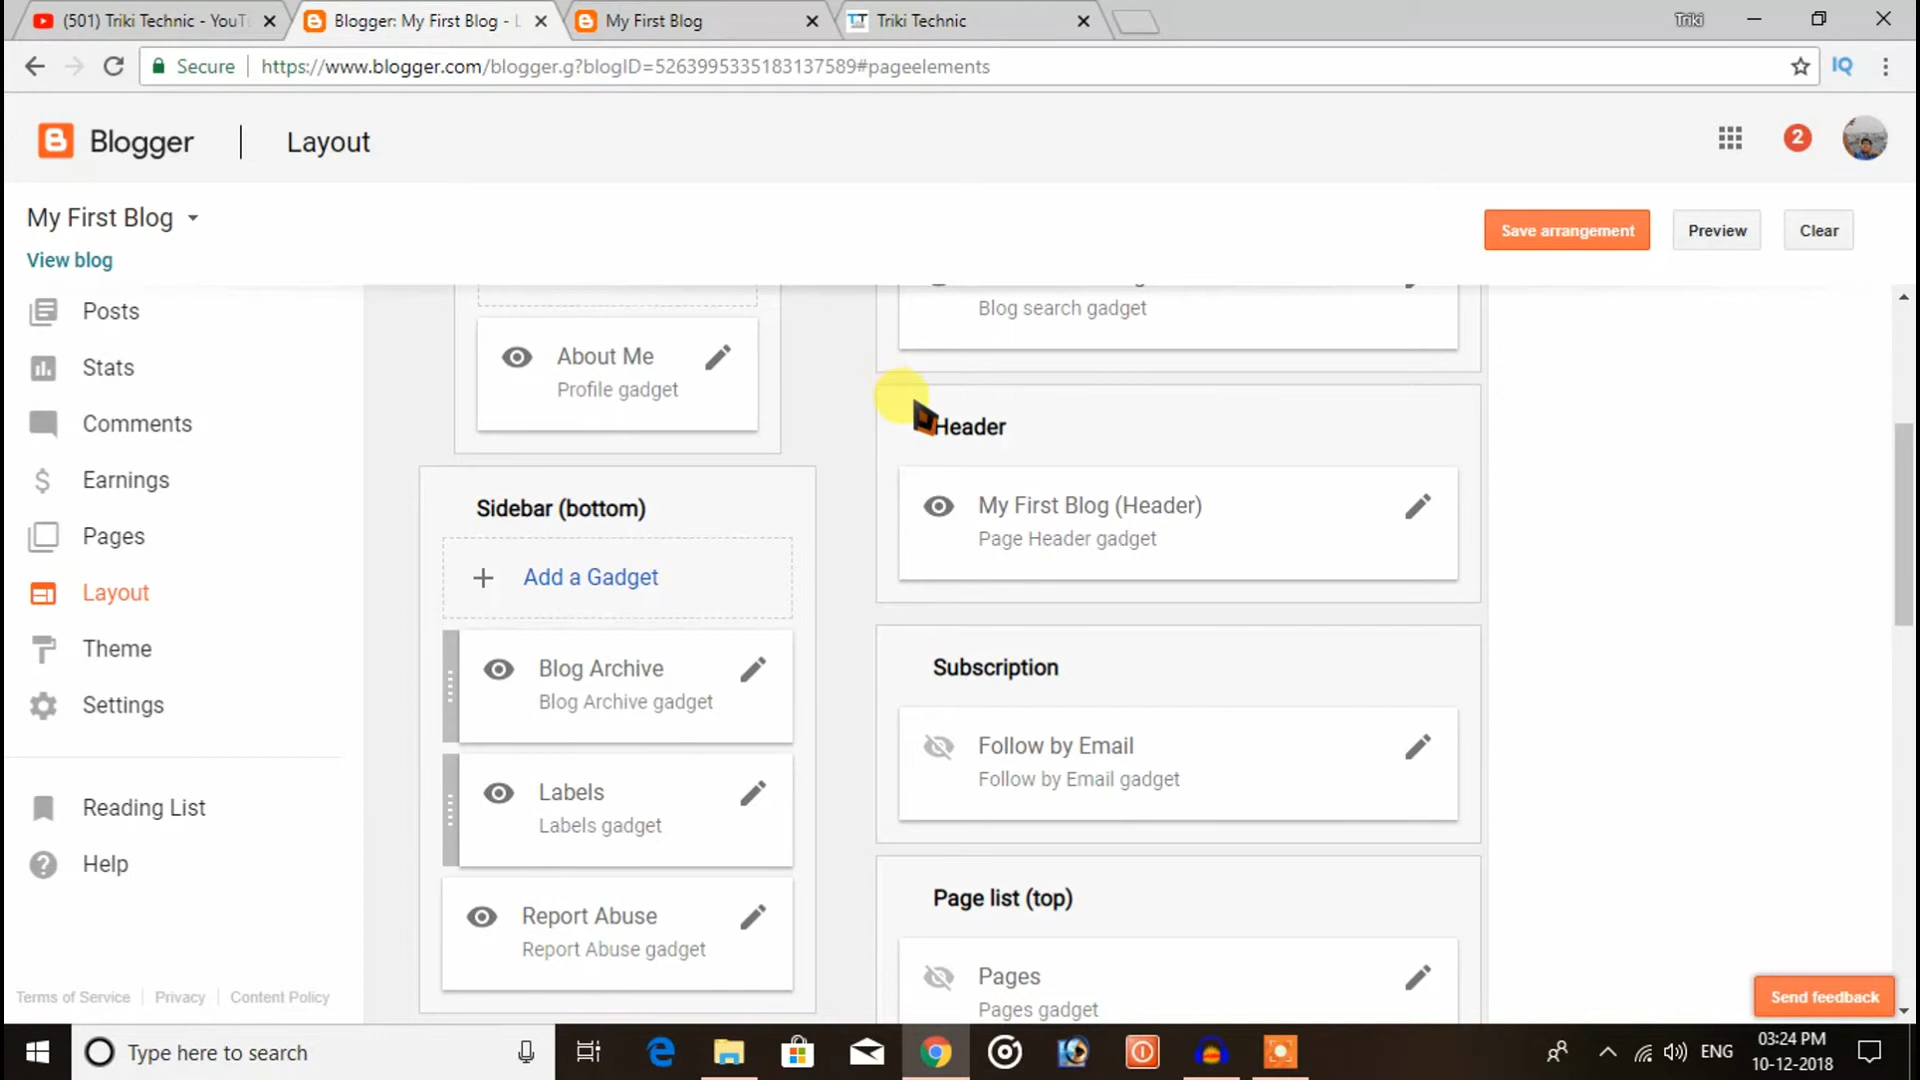 (501) Triki Technic - YouT
Blogger: My First Blog - L
My First Blog
Triki Technic
Triki
Secure
https://www.blogger.com/blogger.g?blogID=5263995335183137589#pageelements
IQ
Blogger
Layout
2
My First Blog
View blog
Save arrangement
Preview
Clear
Posts
Stats
Comments
Earnings
Pages
Layout
Theme
Settings
Reading List
Help
Terms of Service
Privacy
Content Policy
About Me
Profile gadget
Sidebar (bottom)
Add a Gadget
Blog Archive
Blog Archive gadget
Labels
Labels gadget
Report Abuse
Report Abuse gadget
Blog search gadget
Header
My First Blog (Header)
Page Header gadget
Subscription
Follow by Email
Follow by Email gadget
Page list (top)
Pages
Pages gadget
Send feedback
Type here to search
ENG
03:24 PM
10-12-2018